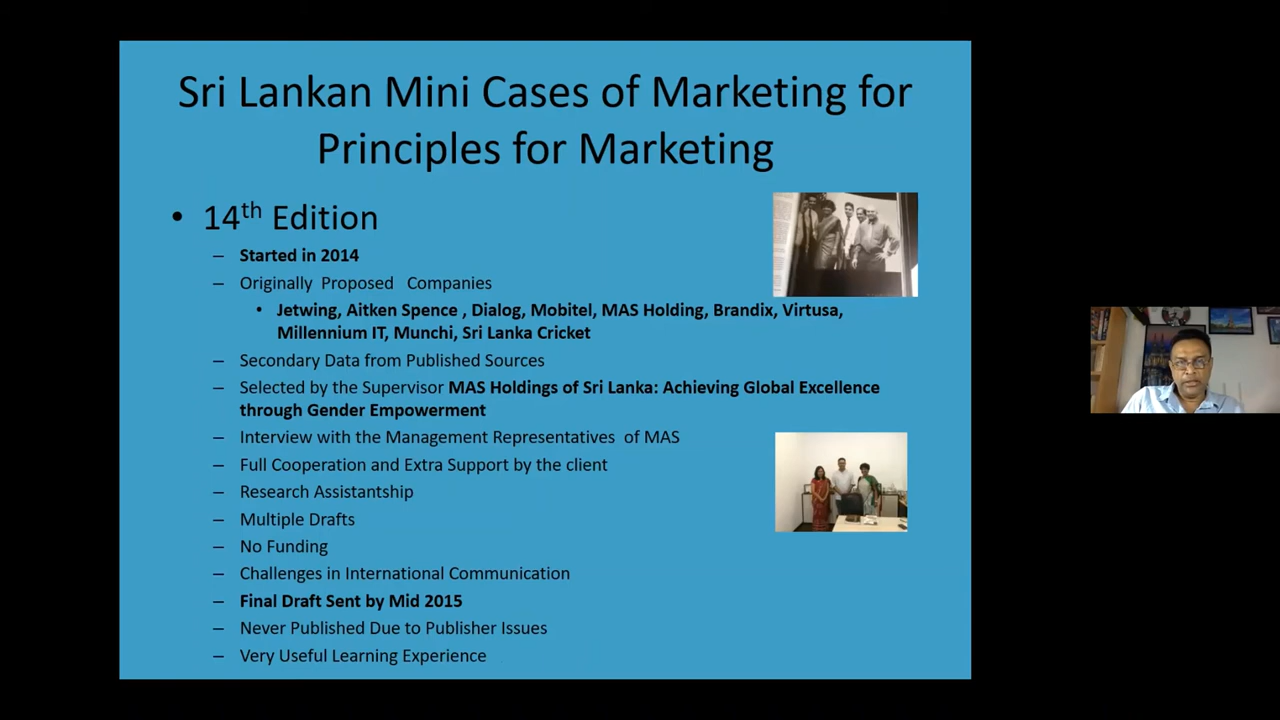 Sri Lankan Mini Cases of Marketing for
Principles for Marketing
• 14th Edition
– Started in 2014
– Originally Proposed Companies
• Jetwing, Aitken Spence , Dialog, Mobitel, MAS Holding, Brandix, Virtusa,
Millennium IT, Munchi, Sri Lanka Cricket
– Secondary Data from Published Sources
– Selected by the Supervisor MAS Holdings of Sri Lanka: Achieving Global Excellence
through Gender Empowerment
– Interview with the Management Representatives of MAS
– Full Cooperation and Extra Support by the client
– Research Assistantship
– Multiple Drafts
– No Funding
– Challenges in International Communication
– Final Draft Sent by Mid 2015
– Never Published Due to Publisher Issues
– Very Useful Learning Experience